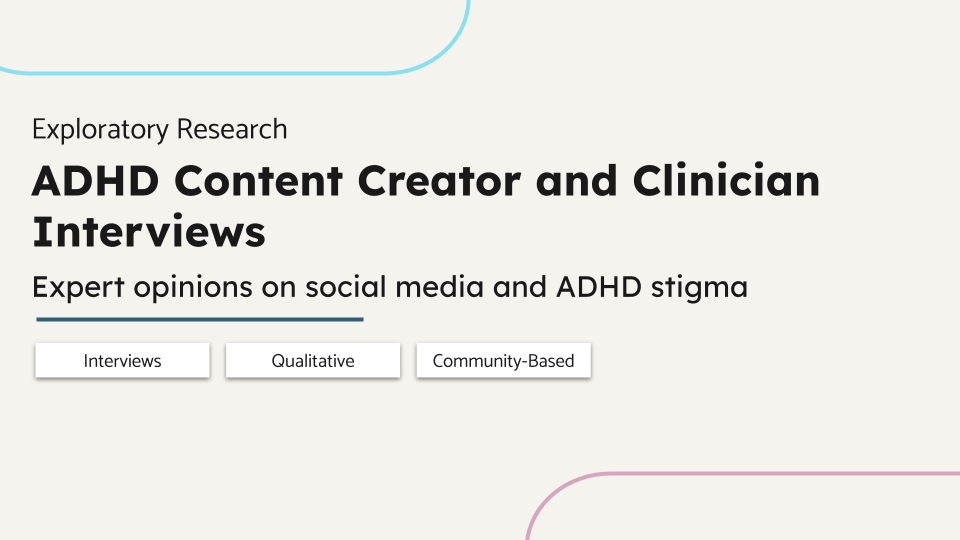 Exploratory Research
ADHD Content Creator and Clinician
Interviews
Expert opinions on social media and ADHD stigma
Interviews
Qualitative
Community-Based